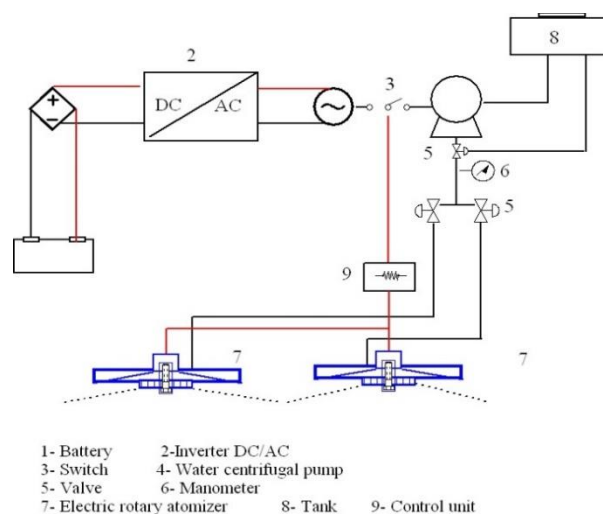 2
8
DC
AC
3
5
6
5
9
7
7
1- Battery 2-Inverter DC/AC
3- Switch 4- Water centrifugal pump
5- Valve 6- Manometer
7- Electric rotary atomizer 8- Tank 9- Control unit